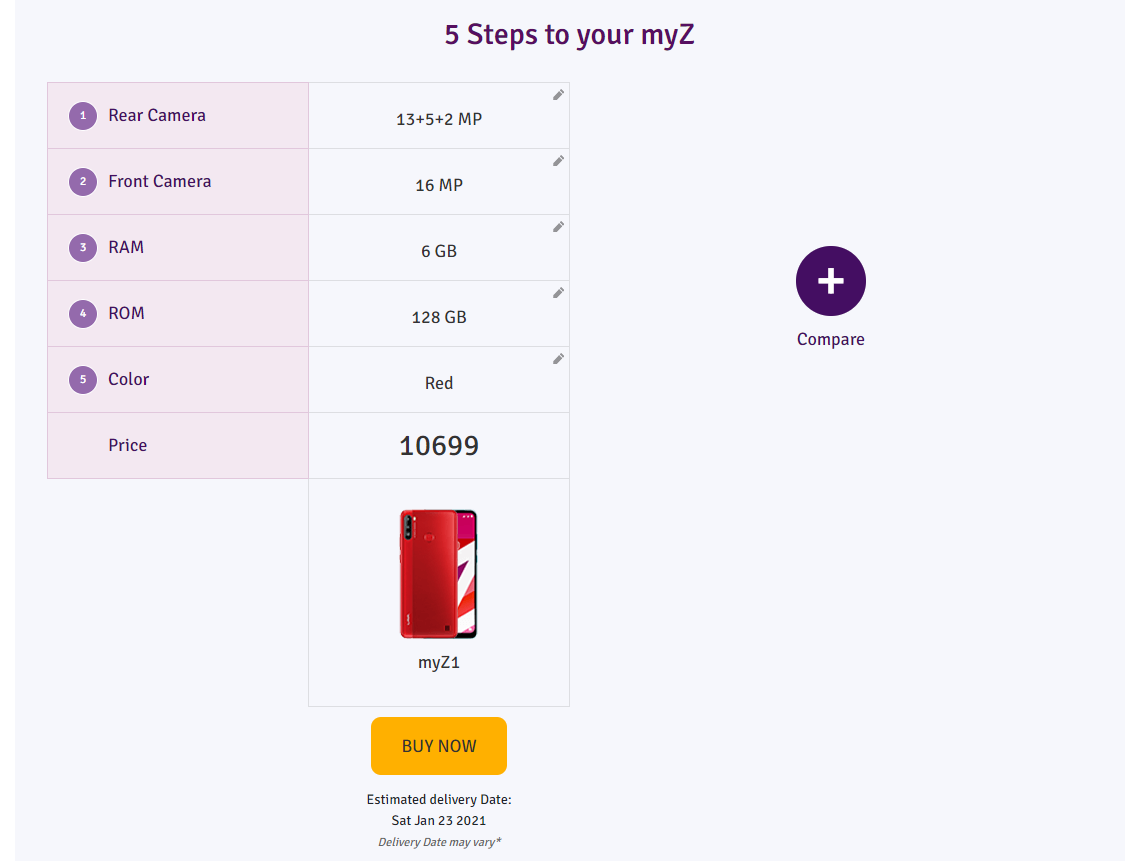 5 Steps to your myZ
1 Rear Camera 13+5+2 MP
2 Front Camera 16 MP
3 RAM 6 GB
4 ROM 128 GB
5 Color Red
Price 10699
myZ1
BUY NOW
Estimated delivery Date:
Sat Jan 23 2021
Delivery Date may vary*
Compare